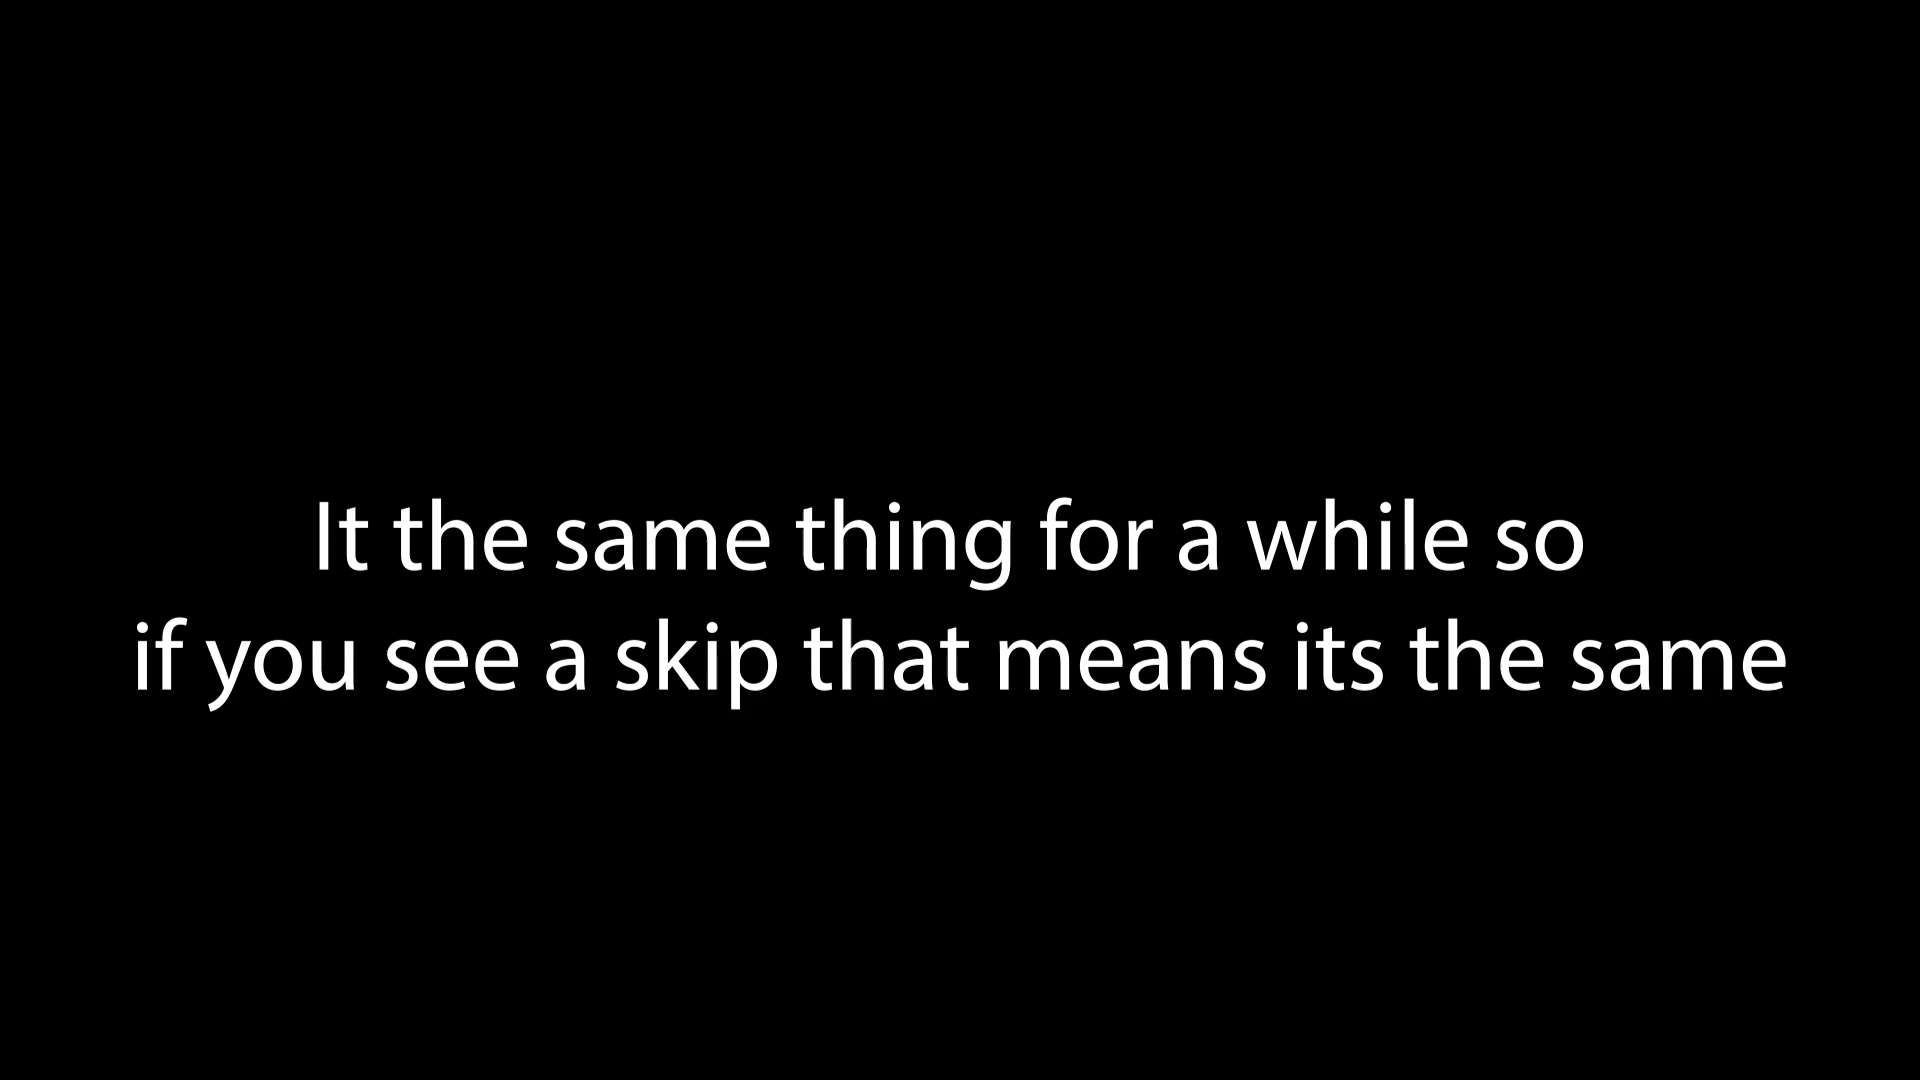 It the same thing for a while so
if you see a skip that means its the same